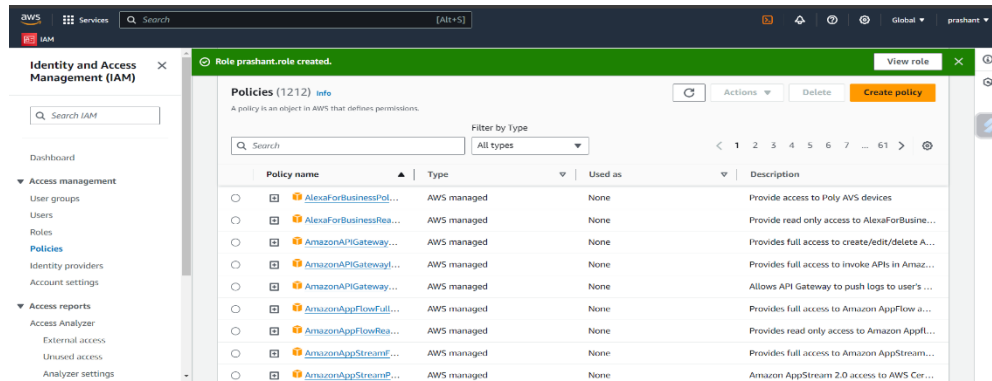 aws Services Search [Alt+S] Global prashant
IAM
Identity and Access Management (IAM)
Search IAM
Dashboard
Access management
User groups
Users
Roles
Policies
Identity providers
Account settings
Access reports
Access Analyzer
External access
Unused access
Analyzer settings
Role prashant.role created. View role
Policies (1212) Info
A policy is an object in AWS that defines permissions.
Actions Delete Create policy
Filter by Type
Search All types 1 2 3 4 5 6 7 ... 61
Policy name Type Used as Description
AlexaForBusinessPol... AWS managed None Provide access to Poly AVS devices
AlexaForBusinessRea... AWS managed None Provide read only access to AlexaForBusine...
AmazonAPIGateway... AWS managed None Provides full access to create/edit/delete A...
AmazonAPIGatewayI... AWS managed None Provides full access to invoke APIs in Amaz...
AmazonAPIGateway... AWS managed None Allows API Gateway to push logs to user's ...
AmazonAppFlowFull... AWS managed None Provides full access to Amazon AppFlow a...
AmazonAppFlowRea... AWS managed None Provides read only access to Amazon Appfl...
AmazonAppStreamF... AWS managed None Provides full access to Amazon AppStream...
AmazonAppStreamP... AWS managed None Amazon AppStream 2.0 access to AWS Cer...